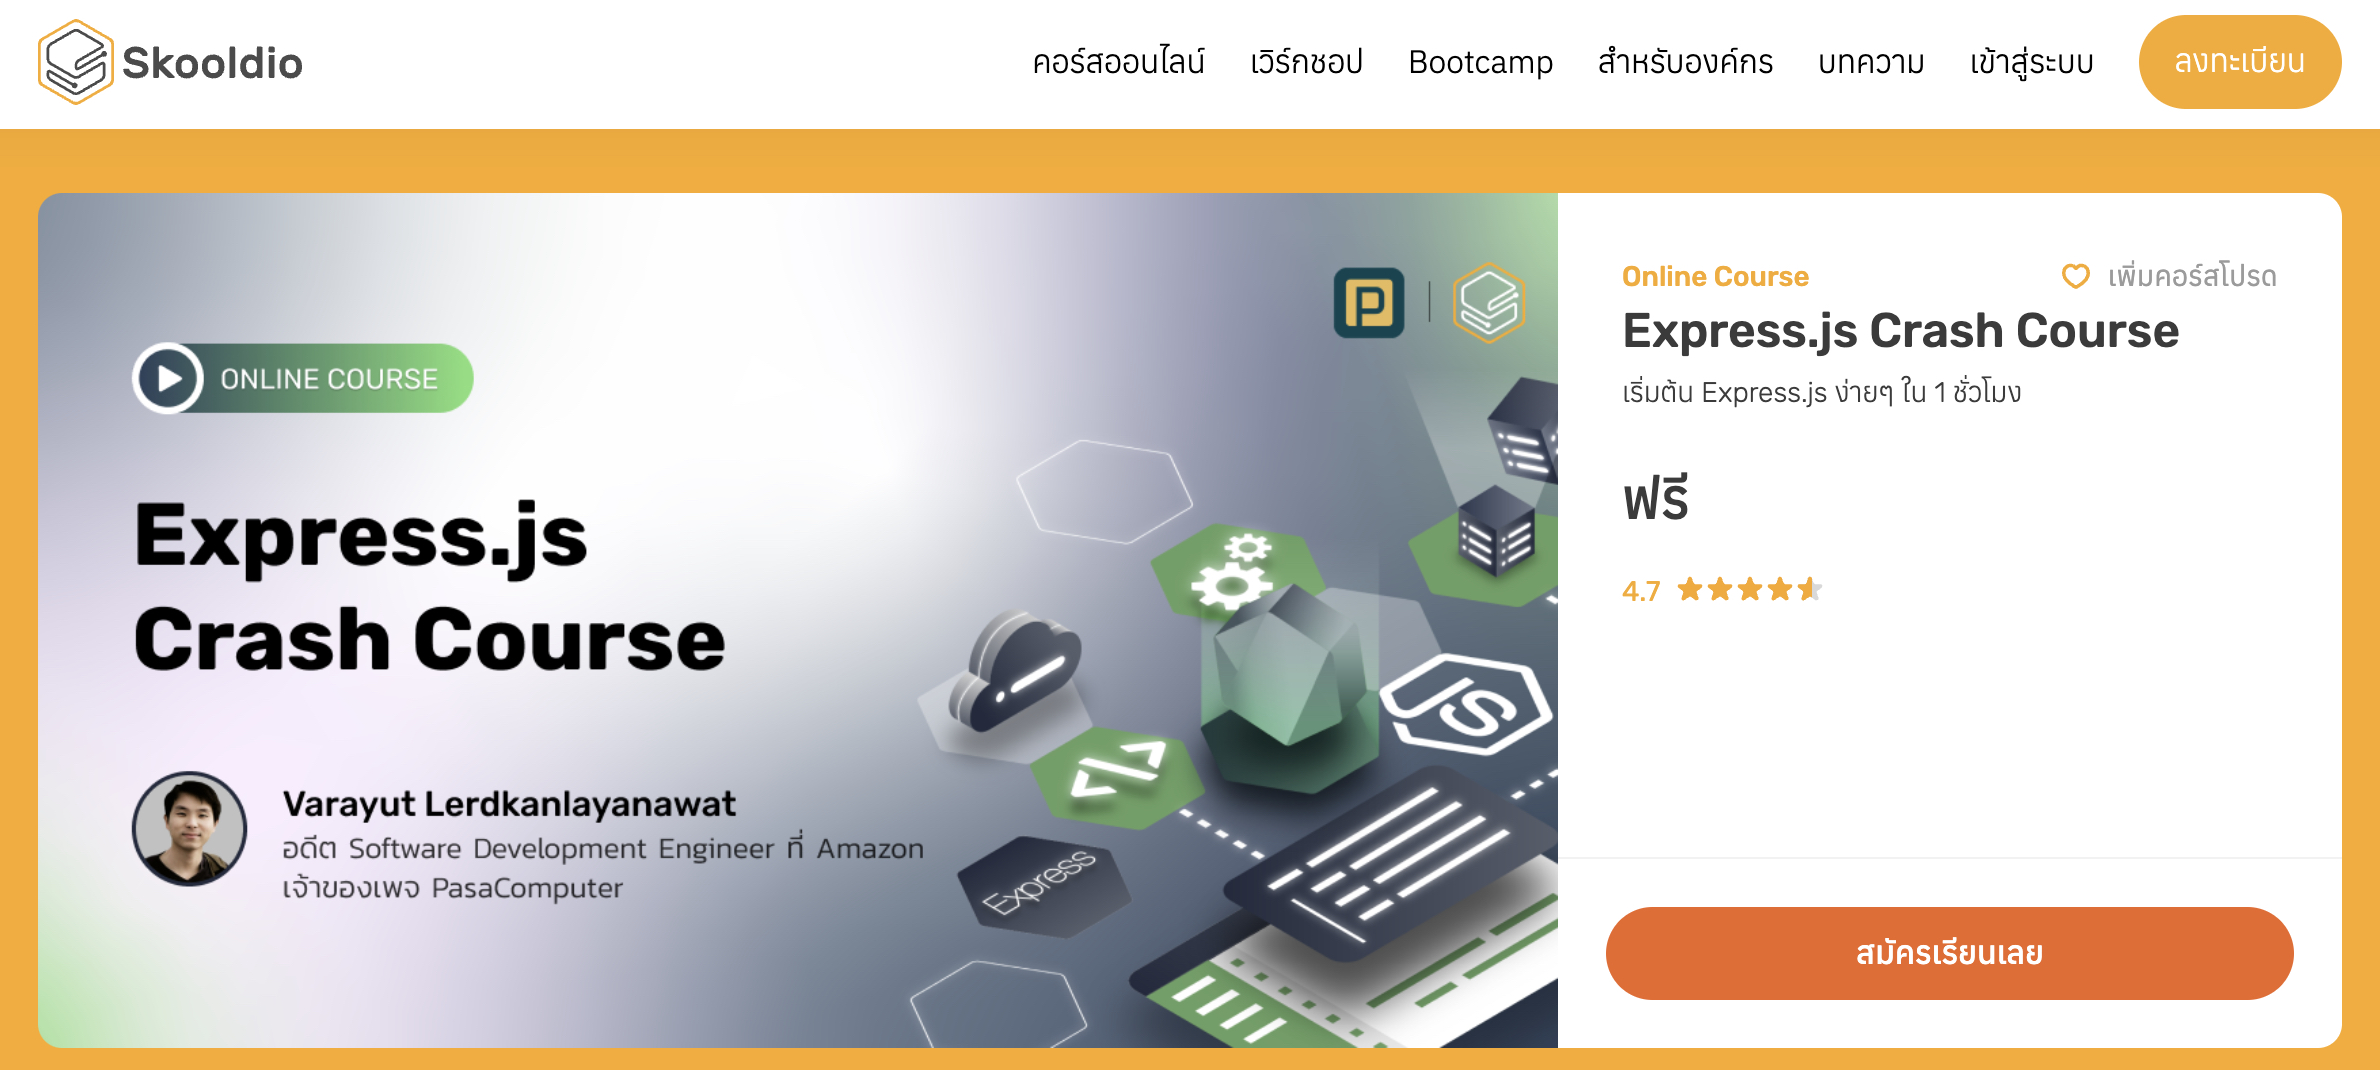 Skooldio
คอร์สออนไลน์ เวิร์กชอป Bootcamp สำหรับองค์กร บทความ เข้าสู่ระบบ ลงทะเบียน
ONLINE COURSE
Express.js
Crash Course
Varayut Lerdkanlayanawat
อดีต Software Development Engineer ที่ Amazon
เจ้าของเพจ PasaComputer
P
JS
Express
Online Course
เพิ่มคอร์สโปรด
Express.js Crash Course
เริ่มต้น Express.js ง่ายๆ ใน 1 ชั่วโมง
ฟรี
4.7
สมัครเรียนเลย